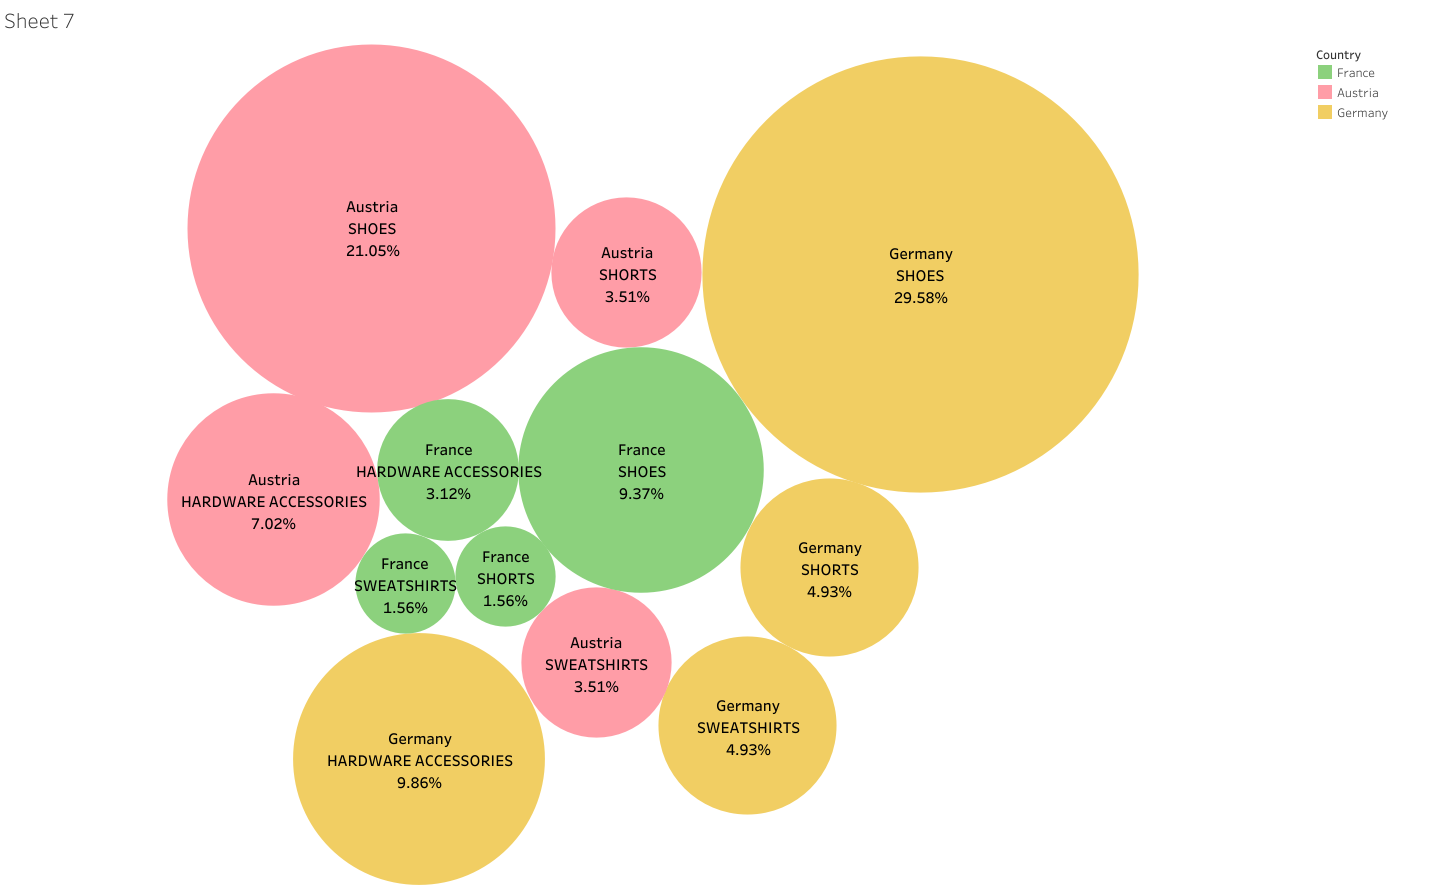 Sheet 7
Country
France
Austria
Germany
Austria
SHOES
21.05%
Austria
SHORTS
3.51%
Germany
SHOES
29.58%
France
HARDWARE ACCESSORIES
3.12%
France
SHOES
9.37%
Austria
HARDWARE ACCESSORIES
7.02%
France
SWEATSHIRTS
1.56%
France
SHORTS
1.56%
Germany
SHORTS
4.93%
Austria
SWEATSHIRTS
3.51%
Germany
SWEATSHIRTS
4.93%
Germany
HARDWARE ACCESSORIES
9.86%